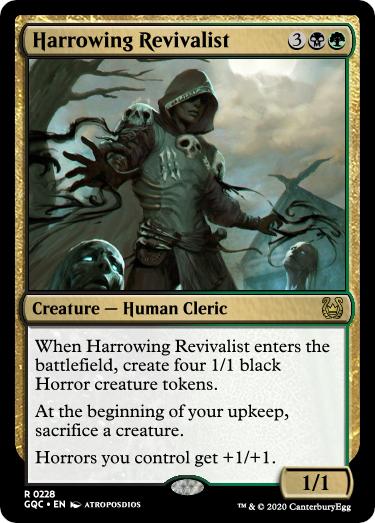 Harrowing Revivalist 3
Creature — Human Cleric
When Harrowing Revivalist enters the
battlefield, create four 1/1 black
Horror creature tokens.
At the beginning of your upkeep,
sacrifice a creature.
Horrors you control get +1/+1.
1/1
R 0228
GQC • EN ATROPOSDIOS
™ & © 2020 CanterburyEgg